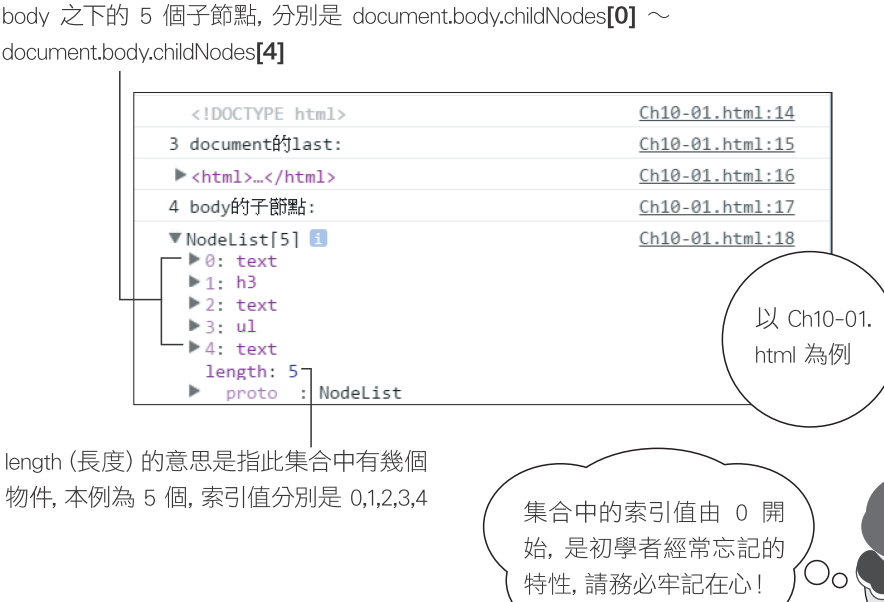 body 之下的 5 個子節點, 分別是 document.body.childNodes[0] ～
document.body.childNodes[4]
<!DOCTYPE html> Ch10-01.html:14
3 document的last: Ch10-01.html:15
▶<html>…</html> Ch10-01.html:16
4 body的子節點: Ch10-01.html:17
▼NodeList[5] i Ch10-01.html:18
▶0: text
▶1: h3
▶2: text
▶3: ul
▶4: text
length: 5
▶ proto : NodeList
以 Ch10-01.
html 為例
length (長度) 的意思是指此集合中有幾個
物件, 本例為 5 個, 索引值分別是 0,1,2,3,4
集合中的索引值由 0 開
始, 是初學者經常忘記的
特性, 請務必牢記在心!